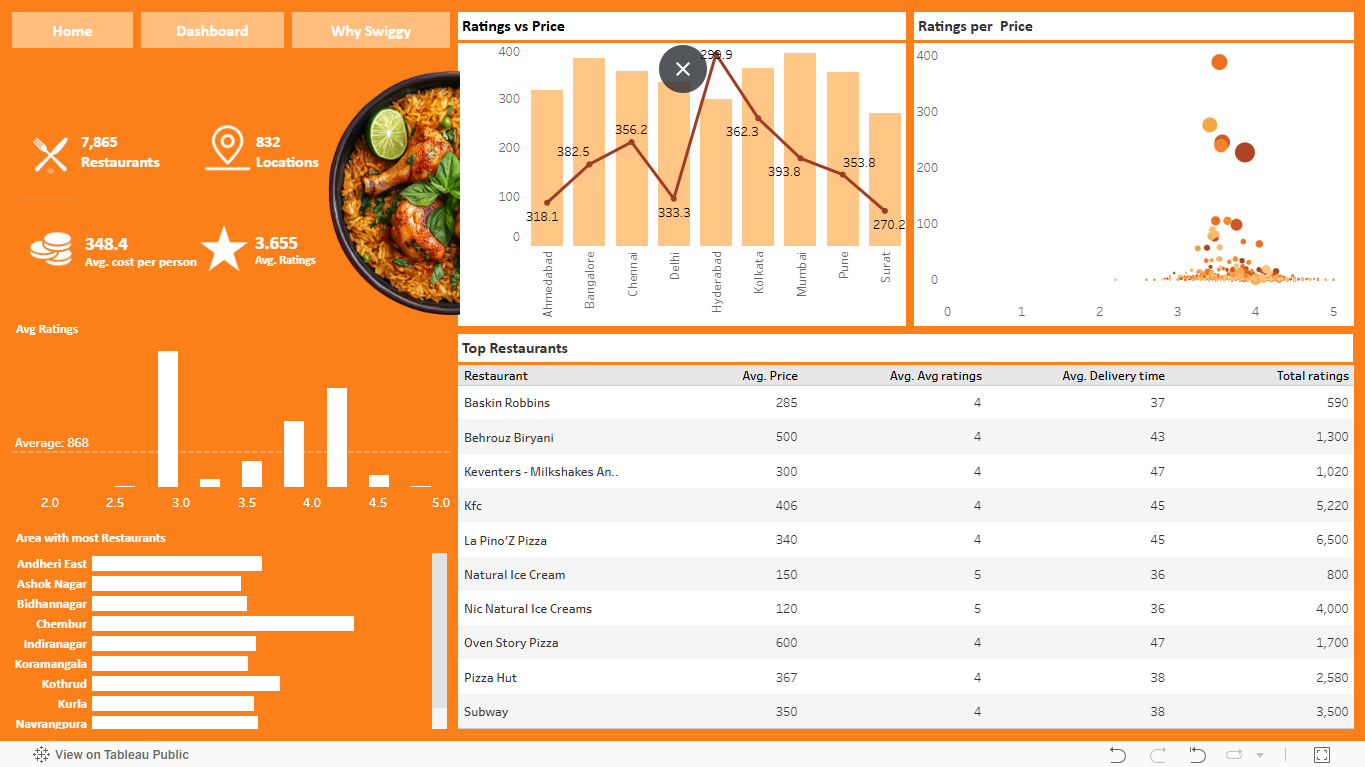 Home
Dashboard
Why Swiggy
7,865
Restaurants
832
Locations
348.4
Avg. cost per person
3.655
Avg. Ratings
Avg Ratings
Average: 868
2.0 2.5 3.0 3.5 4.0 4.5 5.0
Area with most Restaurants
Andheri East
Ashok Nagar
Bidhannagar
Chembur
Indiranagar
Koramangala
Kothrud
Kurla
Navrangpura
Ratings vs Price
400
300
200
100
0
318.1
382.5
356.2
333.3
299.9
362.3
393.8
353.8
270.2
Ahmedabad
Bangalore
Chennai
Delhi
Hyderabad
Kolkata
Mumbai
Pune
Surat
Ratings per Price
400
300
200
100
0
0 1 2 3 4 5
Top Restaurants
Restaurant Avg. Price Avg. Avg ratings Avg. Delivery time Total ratings
Baskin Robbins 285 4 37 590
Behrouz Biryani 500 4 43 1,300
Keventers - Milkshakes An.. 300 4 47 1,020
Kfc 406 4 45 5,220
La Pino'Z Pizza 340 4 45 6,500
Natural Ice Cream 150 5 36 800
Nic Natural Ice Creams 120 5 36 4,000
Oven Story Pizza 600 4 47 1,700
Pizza Hut 367 4 38 2,580
Subway 350 4 38 3,500
View on Tableau Public